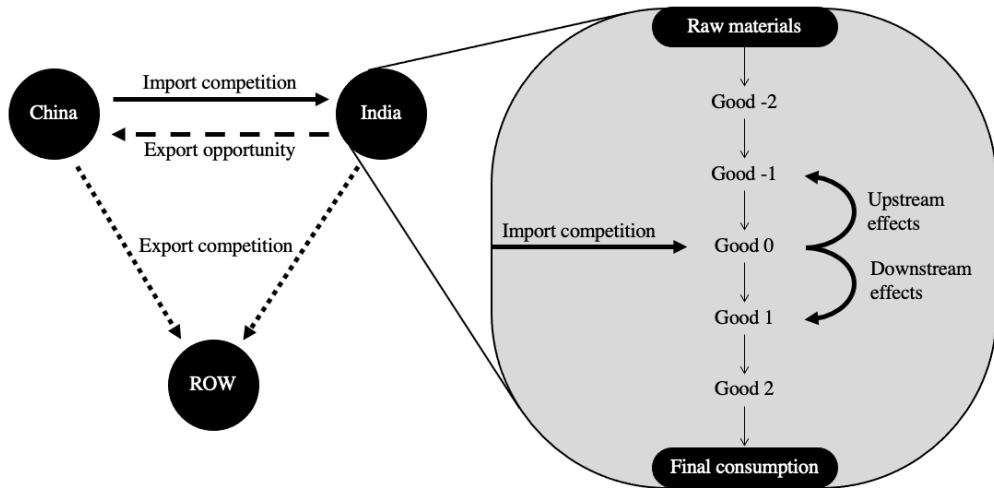 China
Import competition
India
Export opportunity
Export competition
ROW
Raw materials
Good -2
Good -1
Upstream
effects
Import competition
Good 0
Downstream
effects
Good 1
Good 2
Final consumption